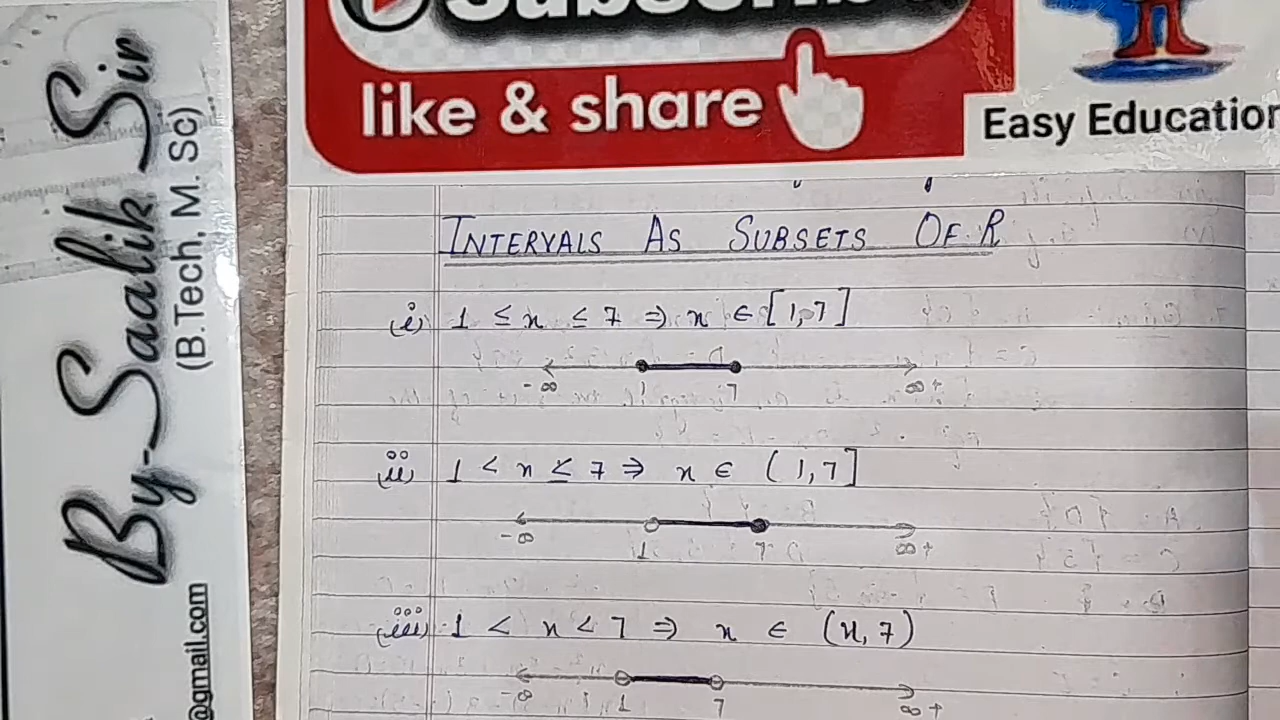 like & share
Easy Education
By-Saalik Sir
(B.Tech, M. Sc)
@gmail.com
INTERVALS AS SUBSETS OF R
(i) 1 ≤ x ≤ 7 ⇒ x ∈ [1,7]
-∞ 1 7 ∞+
(ii) 1 < x ≤ 7 ⇒ x ∈ (1,7]
-∞ 1 7 ∞+
(iii) 1 < x < 7 ⇒ x ∈ (x,7)
-∞ 1 7 ∞+